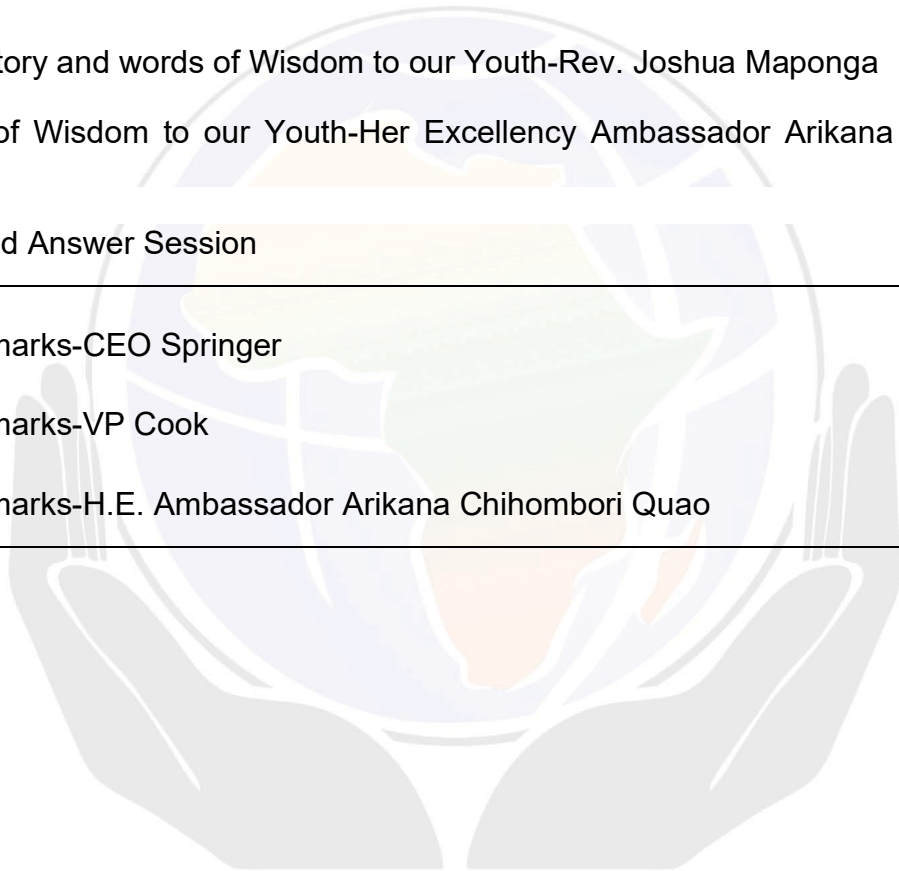 tory and words of Wisdom to our Youth-Rev. Joshua Maponga
of Wisdom to our Youth-Her Excellency Ambassador Arikana
d Answer Session
marks-CEO Springer
marks-VP Cook
marks-H.E. Ambassador Arikana Chihombori Quao